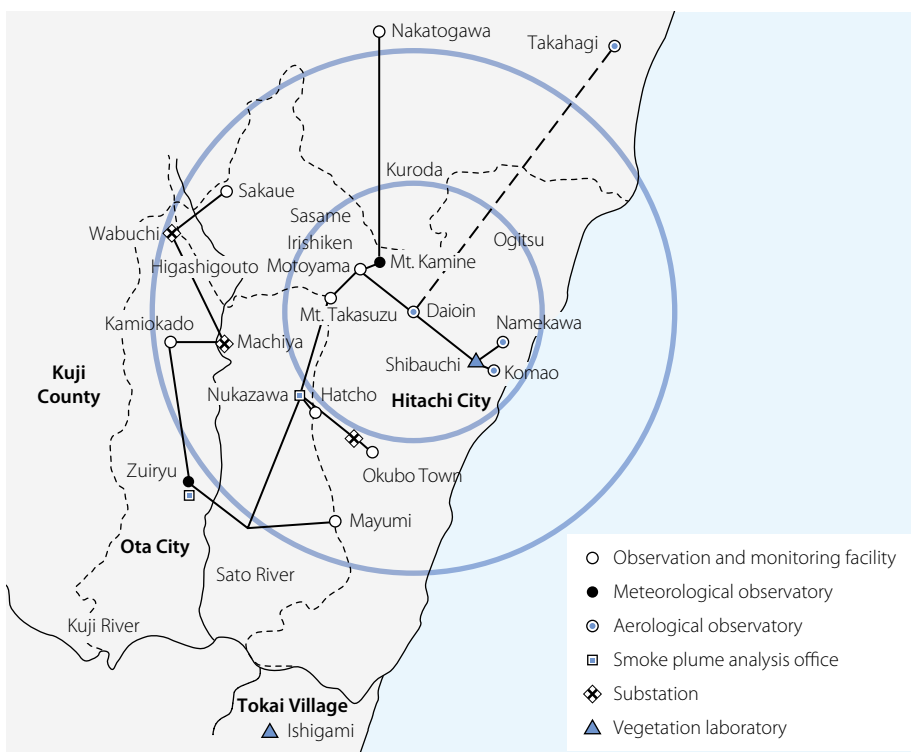 Nakatogawa
Takahagi
Kuroda
Sakaue
Sasame
Wabuchi
Ogitsu
Irishiken
Higashigouto
Motoyama
Mt. Kamine
Mt. Takasuzu
Daioin
Kamiokado
Namekawa
Machiya
Shibauchi
Komao
Kuji
County
Nukazawa
Hatcho
Hitachi City
Zuiryu
Okubo Town
Mayumi
Ota City
Sato River
Kuji River
Tokai Village
Ishigami
Observation and monitoring facility
Meteorological observatory
Aerological observatory
Smoke plume analysis office
Substation
Vegetation laboratory